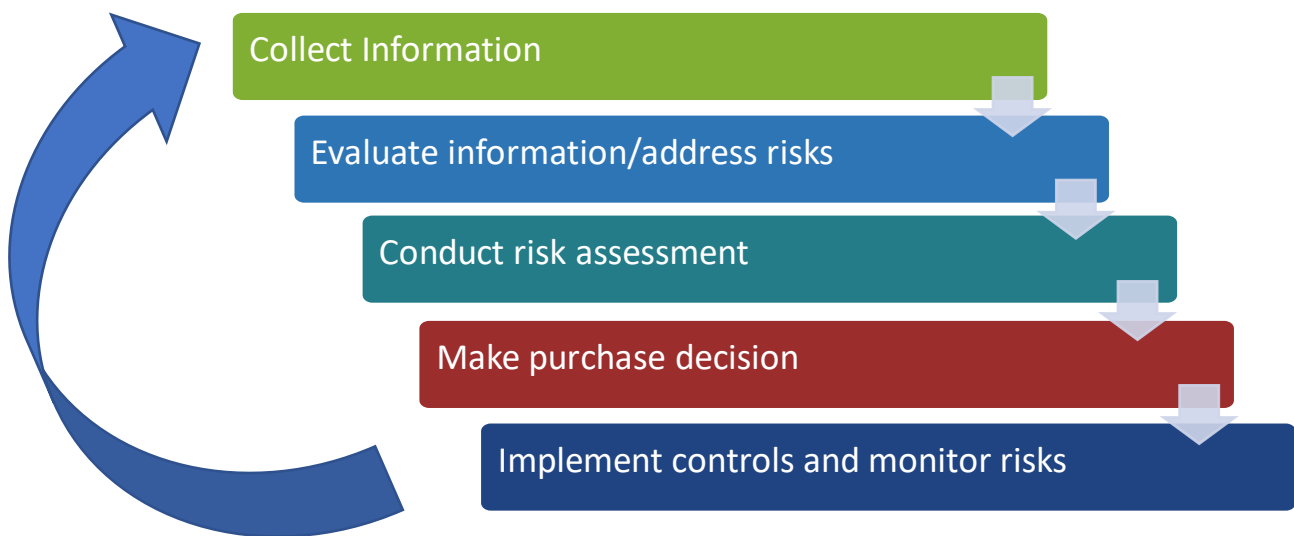 Collect Information
Evaluate information/address risks
Conduct risk assessment
Make purchase decision
Implement controls and monitor risks